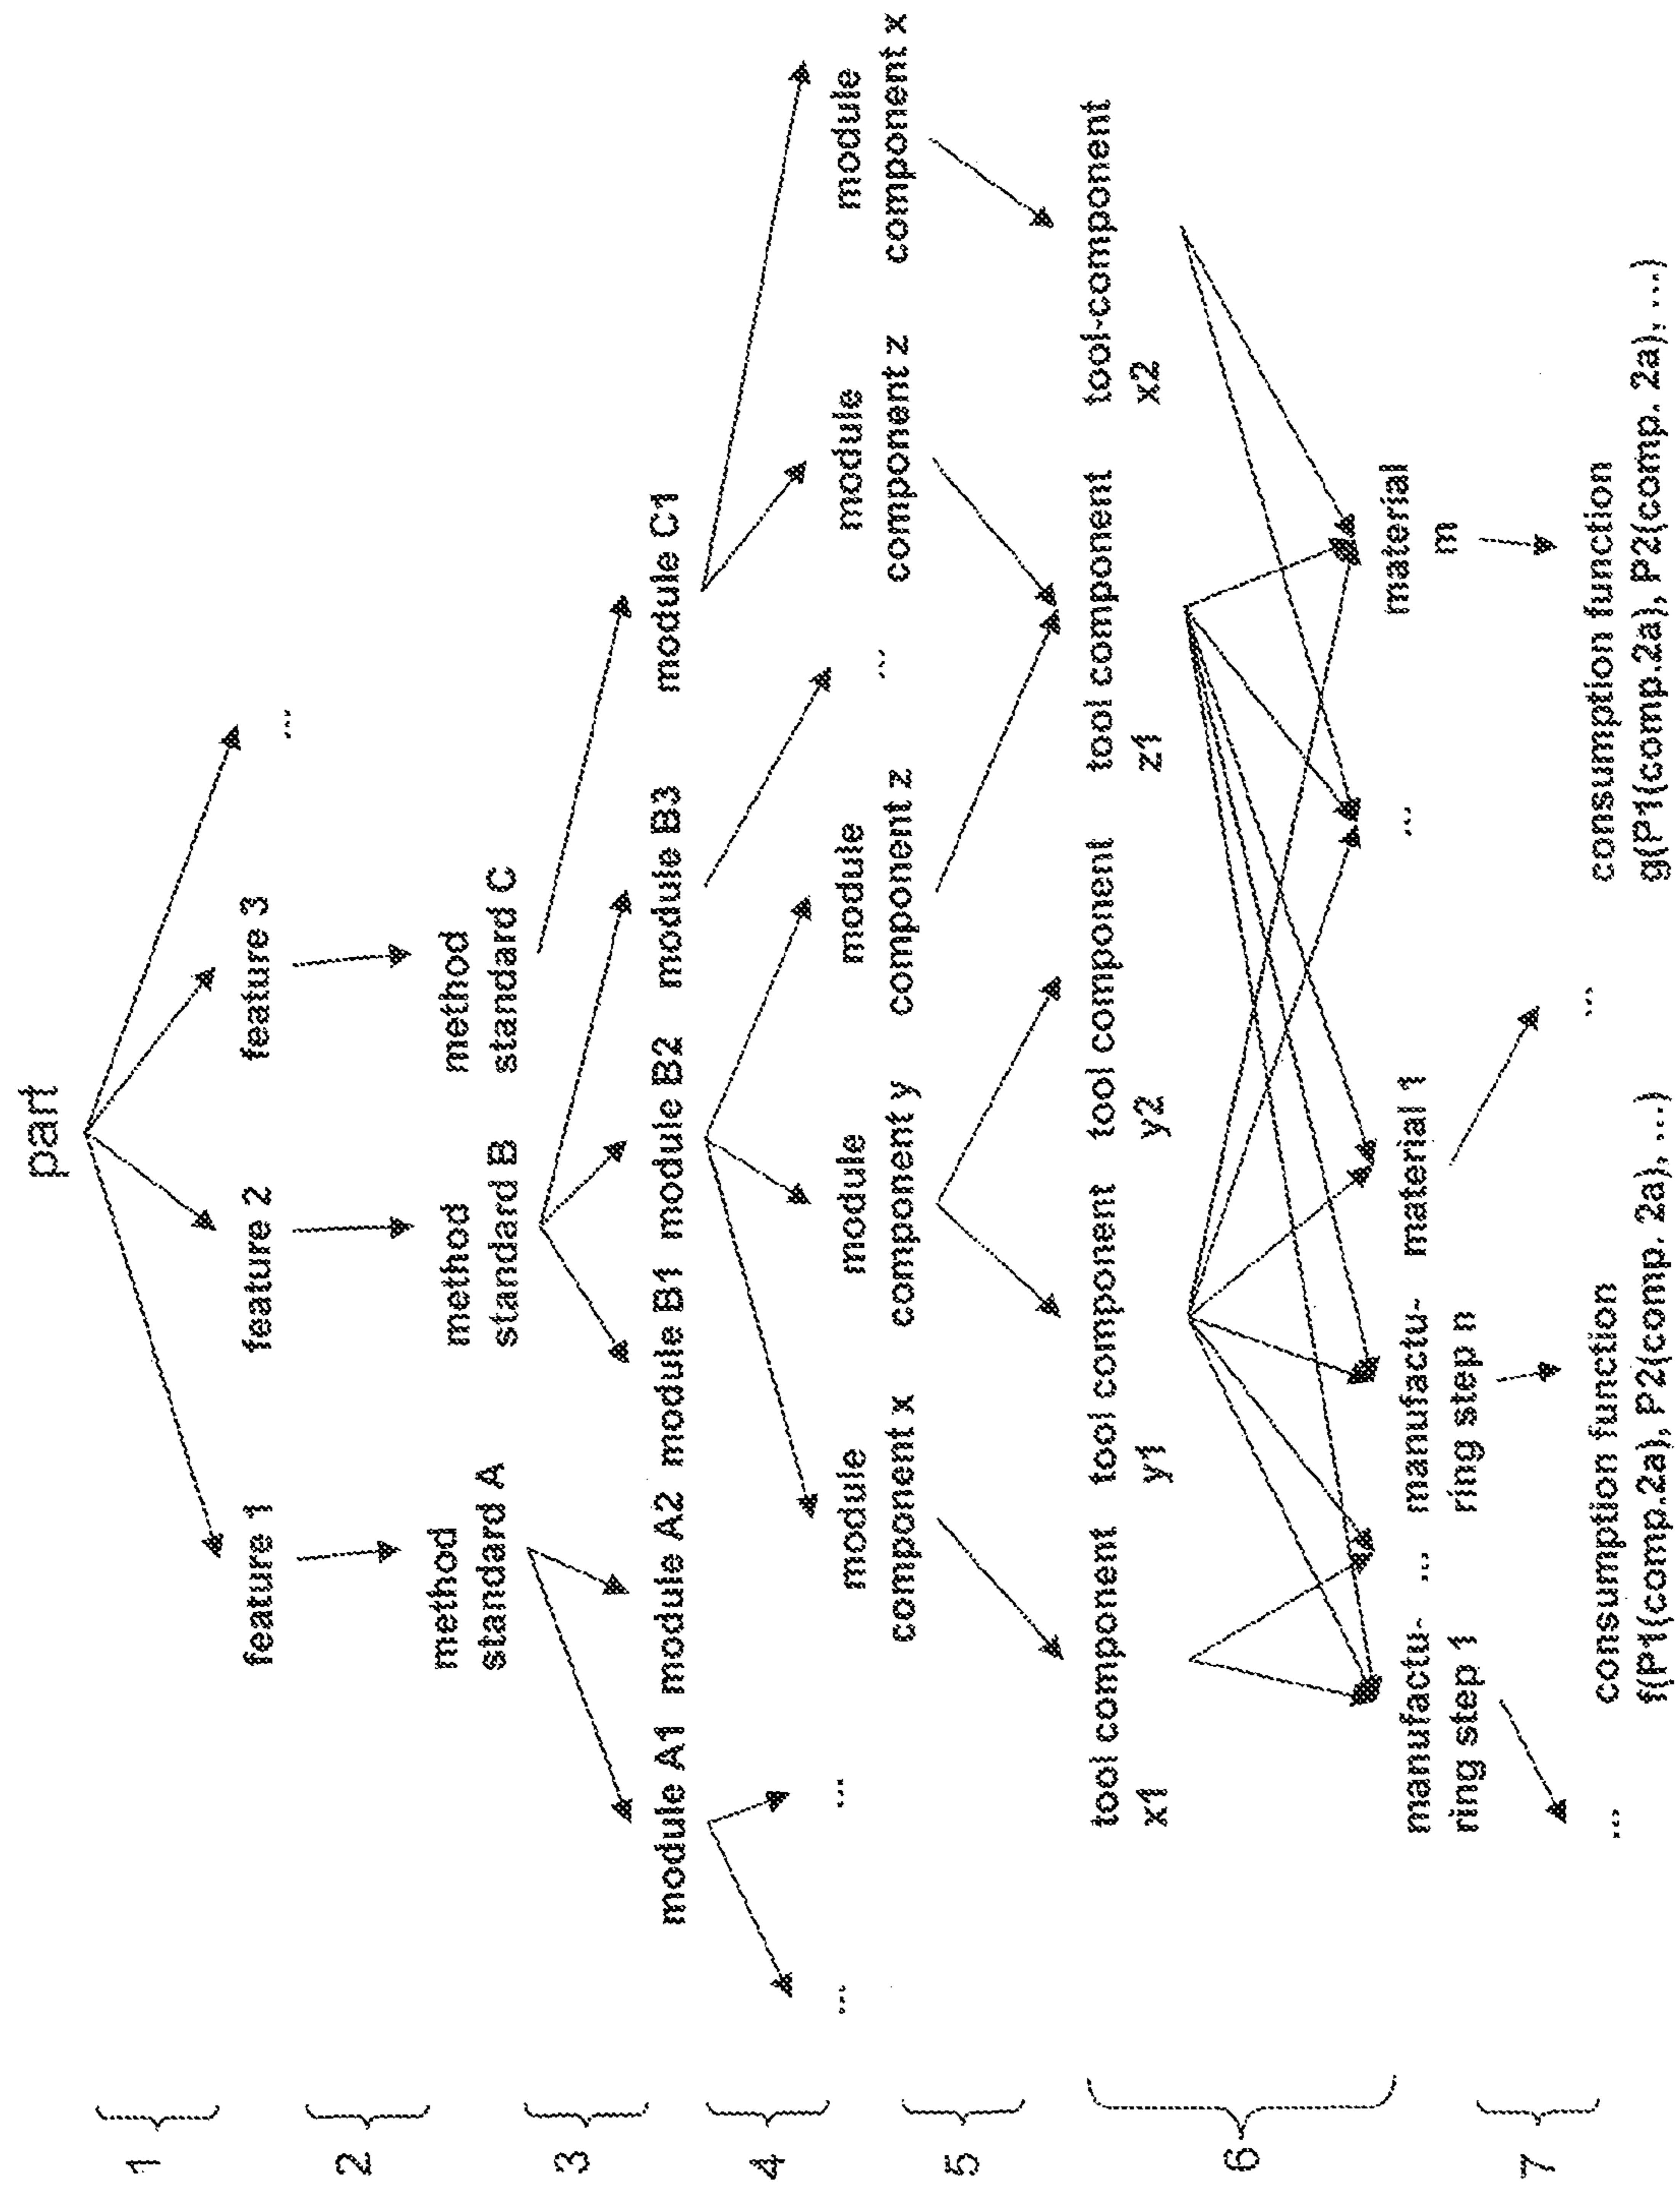 part
1
feature 1
feature 2
feature 3
...
2
method
standard A
method
standard B
method
standard C
3
module A1
module A2
module B1
module B2
module B3
module C1
4
...
...
module
component x
module
component y
module
component z
...
module
component z
module
component x
5
tool component
x1
tool component
y1
tool component
y2
tool component
z1
tool-component
x2
6
manufactu-
ring step 1
...
manufactu-
ring step n
material 1
...
material
m
7
...
consumption function
f(P1(comp.2a), P2(comp. 2a), ...)
...
consumption function
g(P1(comp.2a), P2(comp. 2a), ...)